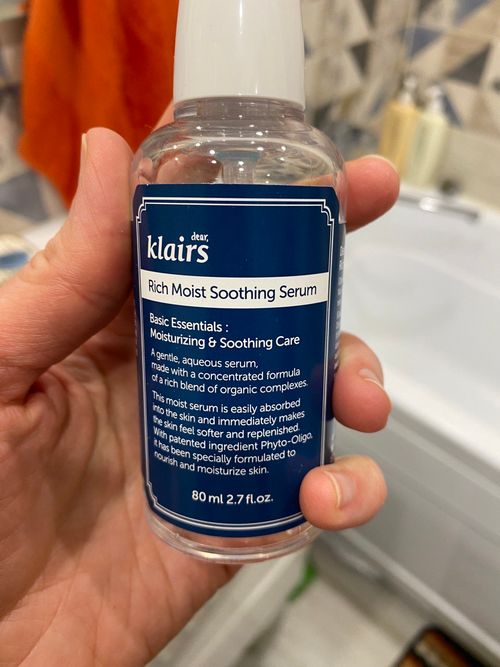 dear,
klairs
Rich Moist Soothing Serum
Basic Essentials :
Moisturizing & Soothing Care
A gentle, aqueous serum,
made with a concentrated formula
of a rich blend of organic complexes.
This moist serum is easily absorbed
into the skin and immediately makes
the skin feel softer and replenished.
With patented ingredient Phyto-Oligo,
it has been specially formulated to
nourish and moisturize skin.
80 ml 2.7 fl.oz.